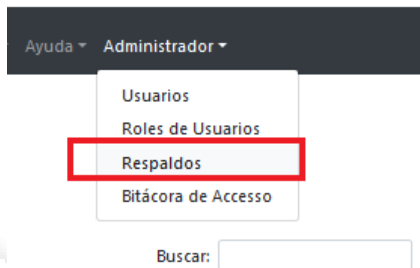 Ayuda Administrador
Usuarios
Roles de Usuarios
Respaldos
Bitácora de Accesso
Buscar: